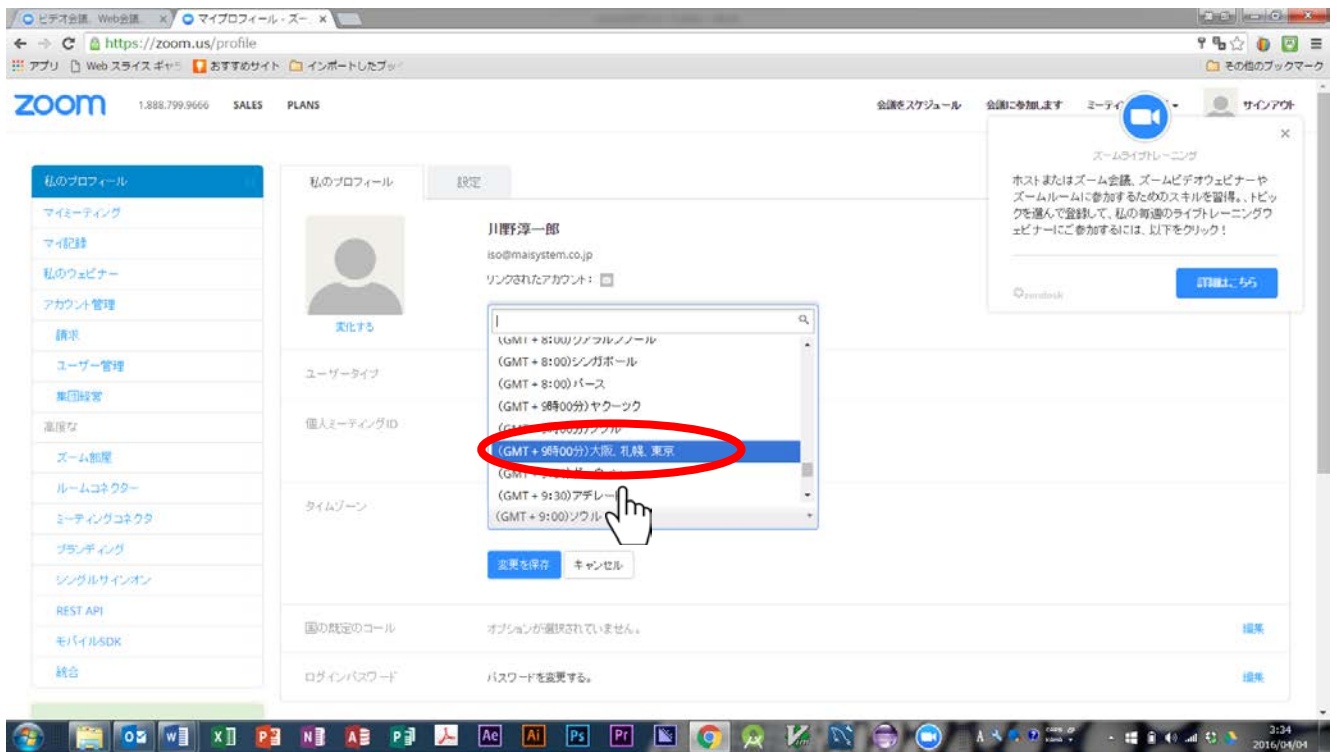 ビデオ会議、Web会議、 ×
マイプロフィール - ズー ×
https://zoom.us/profile
アプリ Web スライス ギャラ おすすめサイト インポートしたブッ
その他のブックマーク
zoom 1.888.799.9666 SALES PLANS 会議をスケジュール 会議に参加します サインアウト
ズームライブトレーニング
ホストまたはズーム会議、ズームビデオウェビナーや
ズームルームに参加するためのスキルを習得。、トピッ
クを選んで登録して、私の毎週のライブトレーニングウ
ェビナーにご参加するには、以下をクリック！
詳細はこちら
zendesk
私のプロフィール
マイミーティング
マイ記録
私のウェビナー
アカウント管理
請求
ユーザー管理
集団経営
高度な
ズーム部屋
ルームコネクター
ミーティングコネクタ
ブランディング
シングルサインオン
REST API
モバイルSDK
統合
私のプロフィール 設定
川野淳一郎
iso@maisystem.co.jp
リンクされたアカウント：
変化する
(GMT + 8:00)シンガポール
(GMT + 8:00)パース
(GMT + 9時00分)ヤクーツク
(GMT + 9時00分)大阪、札幌、東京
(GMT + 9:30)アデレー
(GMT + 9:00)ソウル
ユーザータイプ
個人ミーティングID
タイムゾーン
変更を保存 キャンセル
国の既定のコール オプションが選択されていません。 編集
ログインパスワード パスワードを変更する。 編集
Ae Ai Ps Pr
3:34
2016/04/04